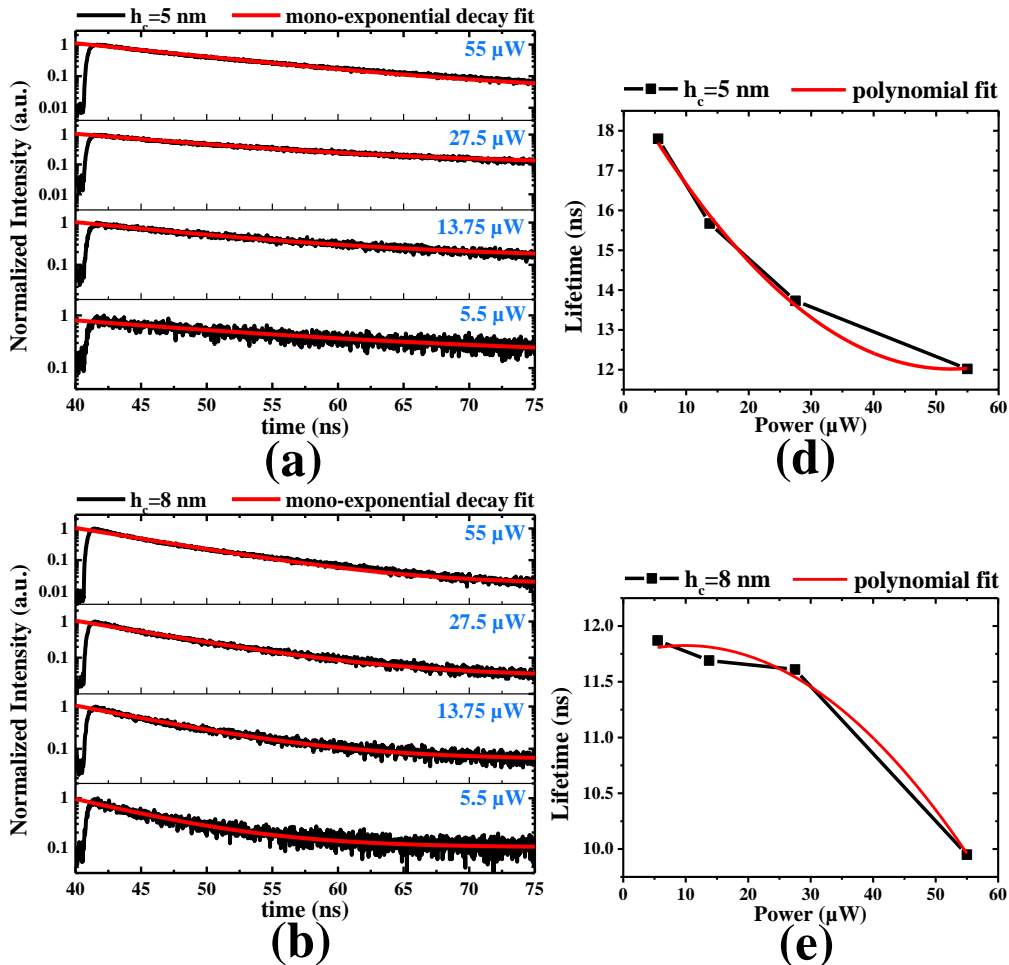 h_c=5 nm mono-exponential decay fit
Normalized Intensity (a.u.)
55 µW
1
0.1
0.01
27.5 µW
1
0.1
0.01
13.75 µW
1
0.1
5.5 µW
1
0.1
40 45 50 55 60 65 70 75
time (ns)
(a)
h_c=5 nm polynomial fit
Lifetime (ns)
18
17
16
15
14
13
12
0 10 20 30 40 50 60
Power (µW)
(d)
h_c=8 nm mono-exponential decay fit
Normalized Intensity (a.u.)
55 µW
1
0.1
0.01
27.5 µW
1
0.1
13.75 µW
1
0.1
5.5 µW
1
0.1
40 45 50 55 60 65 70 75
time (ns)
(b)
h_c=8 nm polynomial fit
Lifetime (ns)
12.0
11.5
11.0
10.5
10.0
0 10 20 30 40 50 60
Power (µW)
(e)